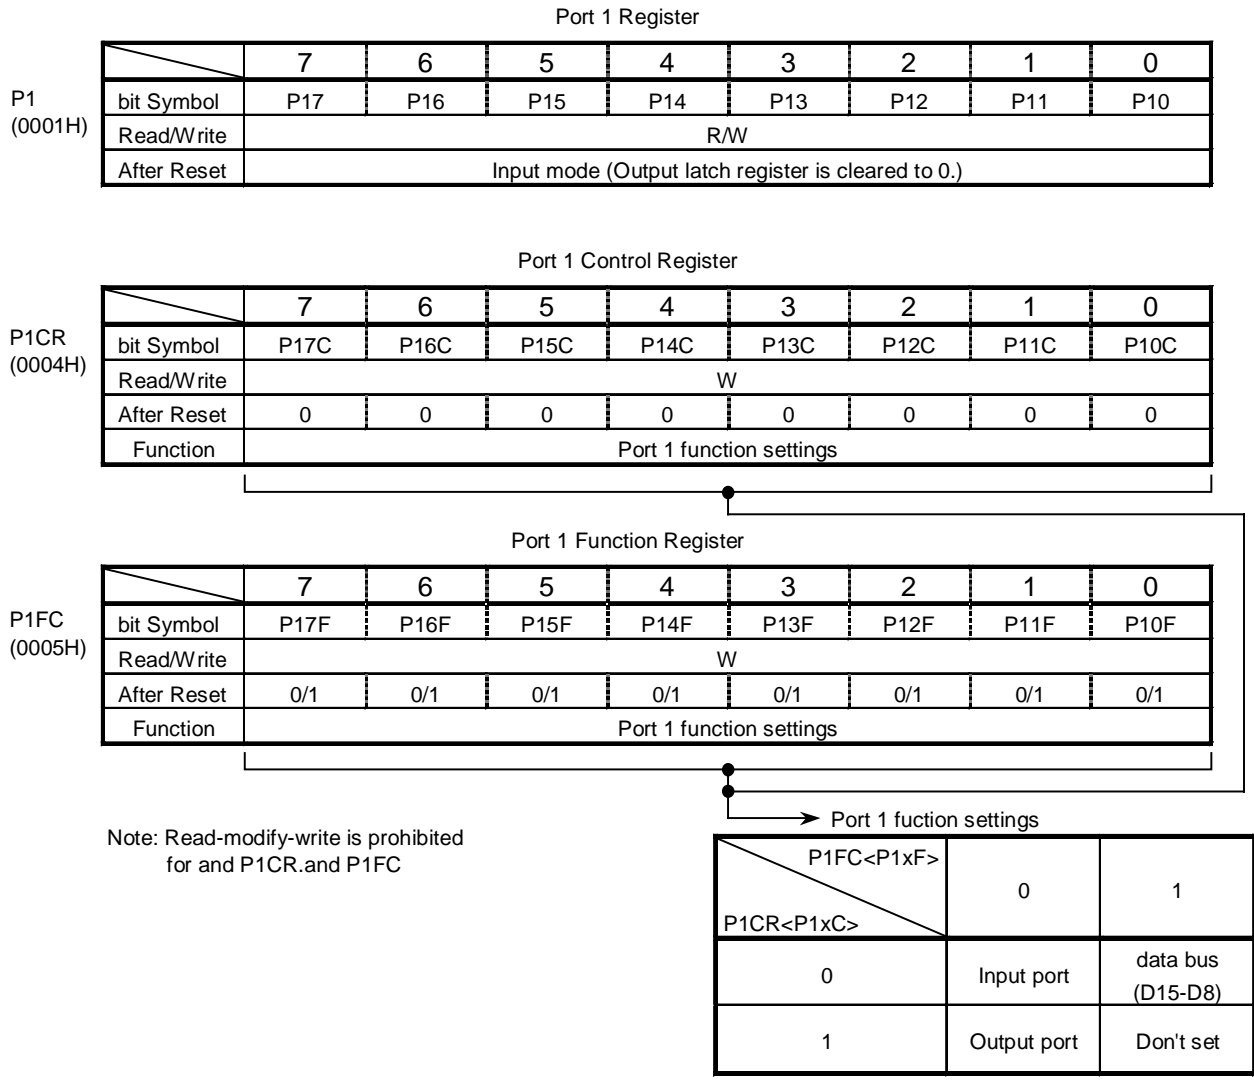 Port 1 Register
7 6 5 4 3 2 1 0
P1
(0001H)
bit Symbol P17 P16 P15 P14 P13 P12 P11 P10
Read/Write R/W
After Reset Input mode (Output latch register is cleared to 0.)
Port 1 Control Register
7 6 5 4 3 2 1 0
P1CR
(0004H)
bit Symbol P17C P16C P15C P14C P13C P12C P11C P10C
Read/Write W
After Reset 0 0 0 0 0 0 0 0
Function Port 1 function settings
Port 1 Function Register
7 6 5 4 3 2 1 0
P1FC
(0005H)
bit Symbol P17F P16F P15F P14F P13F P12F P11F P10F
Read/Write W
After Reset 0/1 0/1 0/1 0/1 0/1 0/1 0/1 0/1
Function Port 1 function settings
Note: Read-modify-write is prohibited
for and P1CR.and P1FC
Port 1 fuction settings
P1FC<P1xF> 0 1
P1CR<P1xC>
0 Input port data bus
(D15-D8)
1 Output port Don't set